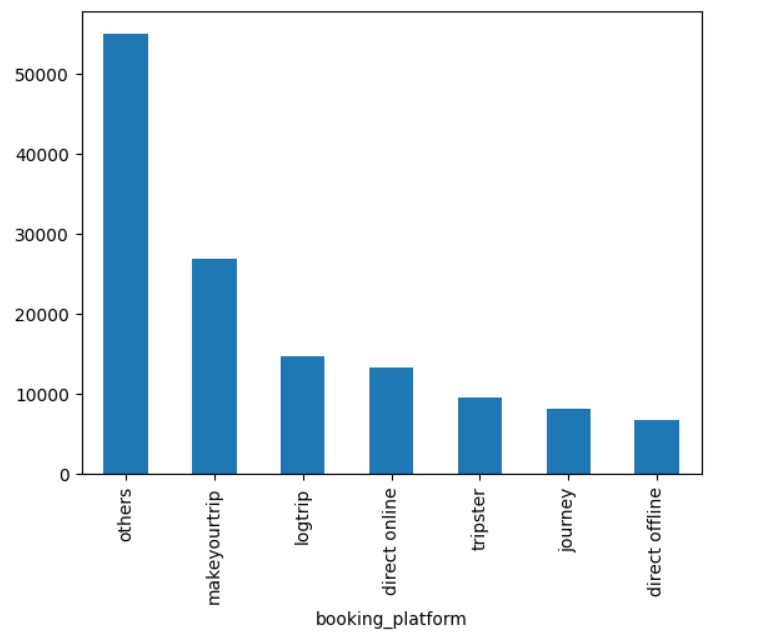 50000
40000
30000
20000
10000
0
others
makeyourtrip
logtrip
direct online
tripster
journey
direct offline
booking_platform